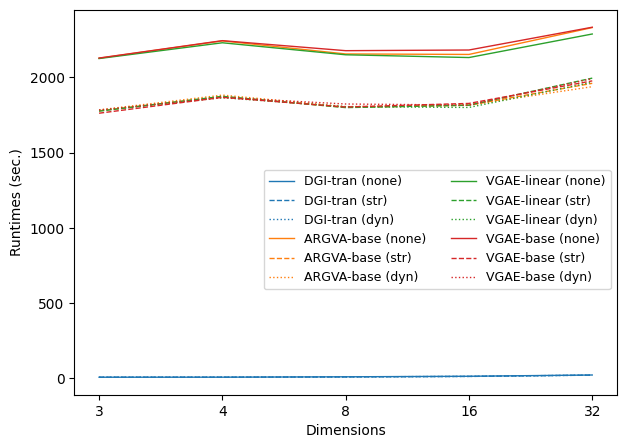 2000
1500
1000
500
0
Runtimes (sec.)
DGI-tran (none)
DGI-tran (str)
DGI-tran (dyn)
ARGVA-base (none)
ARGVA-base (str)
ARGVA-base (dyn)
VGAE-linear (none)
VGAE-linear (str)
VGAE-linear (dyn)
VGAE-base (none)
VGAE-base (str)
VGAE-base (dyn)
3 4 8 16 32
Dimensions